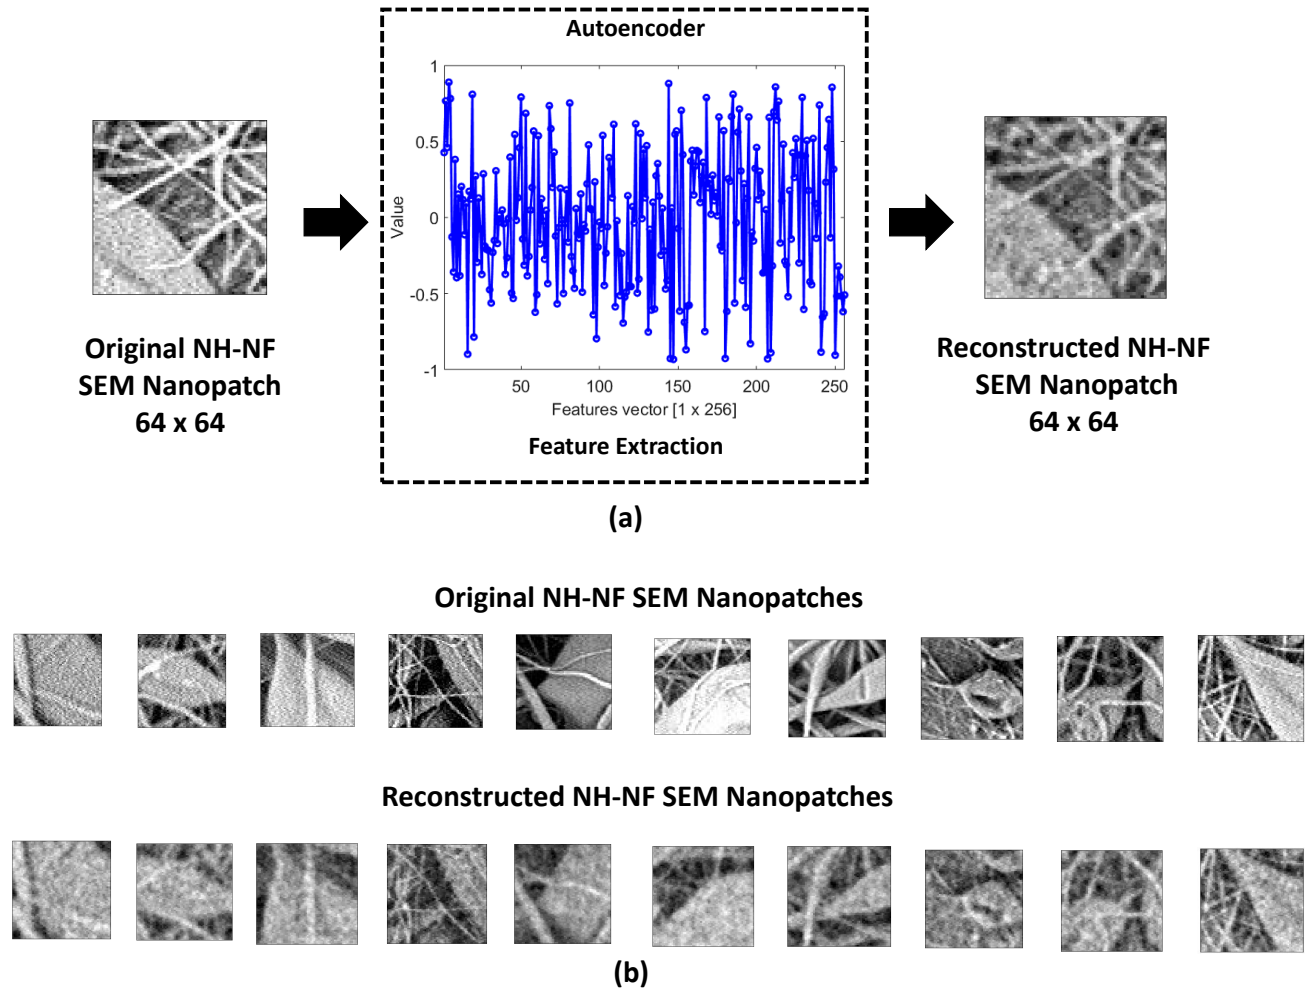 Autoencoder
1
0.5
0
-0.5
-1
Value
50 100 150 200 250
Features vector [1 x 256]
Feature Extraction
Original NH-NF
SEM Nanopatch
64 x 64
Reconstructed NH-NF
SEM Nanopatch
64 x 64
(a)
Original NH-NF SEM Nanopatches
Reconstructed NH-NF SEM Nanopatches
(b)